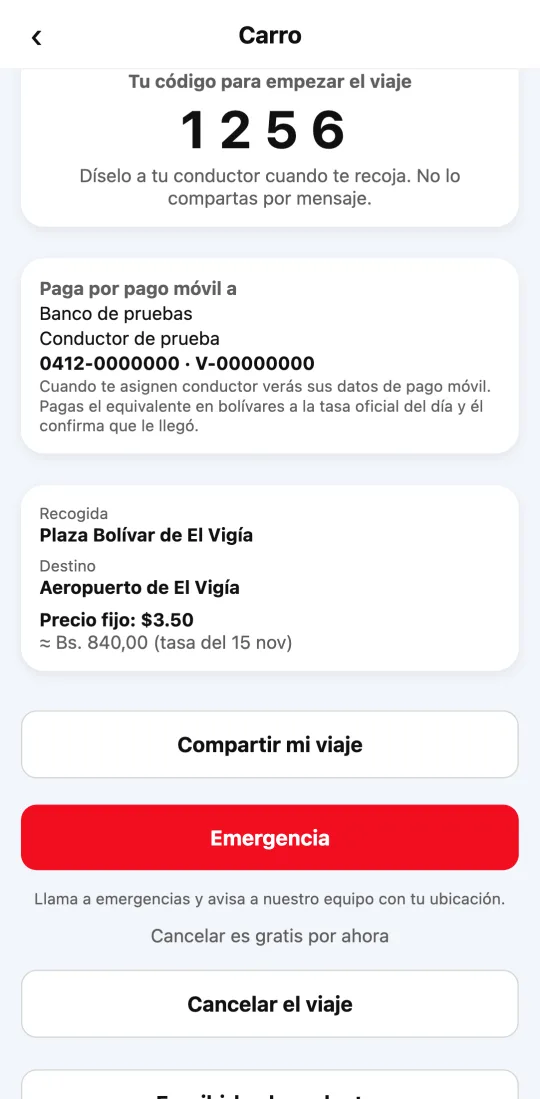 Carro
Tu código para empezar el viaje
1 2 5 6
Díselo a tu conductor cuando te recoja. No lo
compartas por mensaje.
Paga por pago móvil a
Banco de pruebas
Conductor de prueba
0412-0000000 · V-00000000
Cuando te asignen conductor verás sus datos de pago móvil.
Pagas el equivalente en bolívares a la tasa oficial del día y él
confirma que le llegó.
Recogida
Plaza Bolívar de El Vigía
Destino
Aeropuerto de El Vigía
Precio fijo: $3.50
≈ Bs. 840,00 (tasa del 15 nov)
Compartir mi viaje
Emergencia
Llama a emergencias y avisa a nuestro equipo con tu ubicación.
Cancelar es gratis por ahora
Cancelar el viaje